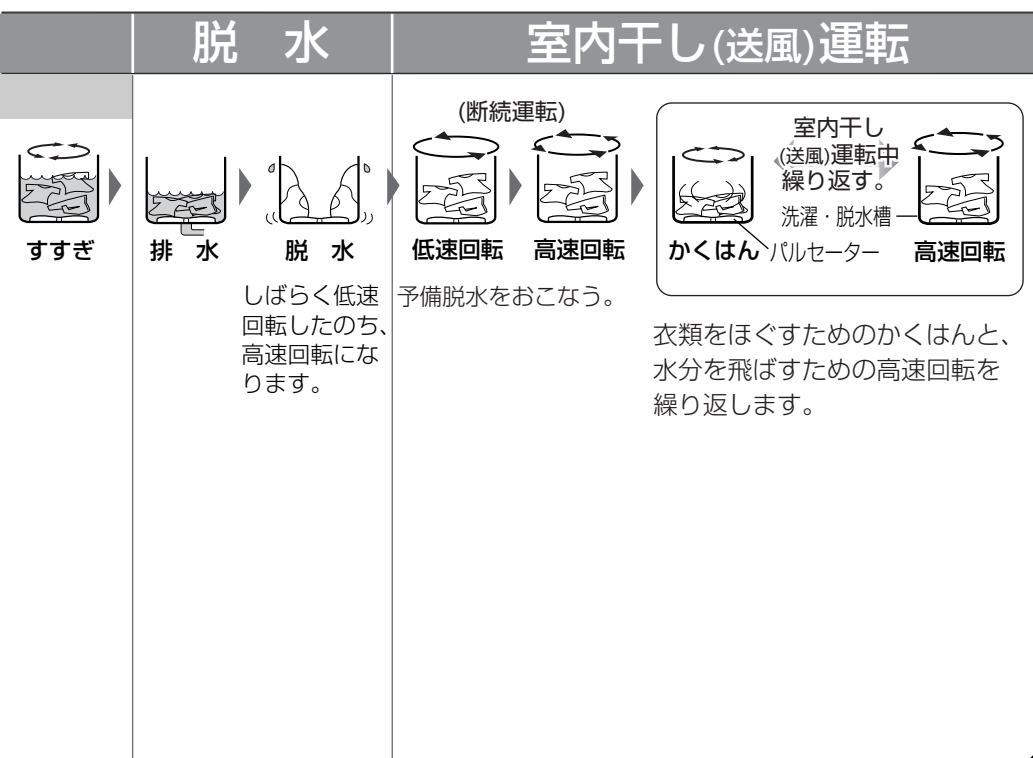 脱 水
室内干し(送風)運転
すすぎ
排 水
脱 水
しばらく低速
回転したのち、
高速回転にな
ります。
(断続運転)
低速回転
高速回転
予備脱水をおこなう。
室内干し
(送風)運転中
繰り返す。
洗濯・脱水槽
パルセーター
かくはん
高速回転
衣類をほぐすためのかくはんと、
水分を飛ばすための高速回転を
繰り返します。